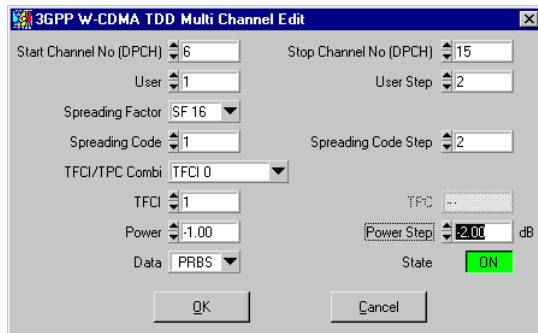 3GPP W-CDMA TDD Multi Channel Edit
Start Channel No (DPCH) 6 Stop Channel No (DPCH) 15
User 1 User Step 2
Spreading Factor SF 16
Spreading Code 1 Spreading Code Step 2
TFCI/TPC Combi TFCI 0
TFCI 1 TPC ---
Power -1.00 Power Step -2.00 dB
Data PRBS State ON
OK Cancel